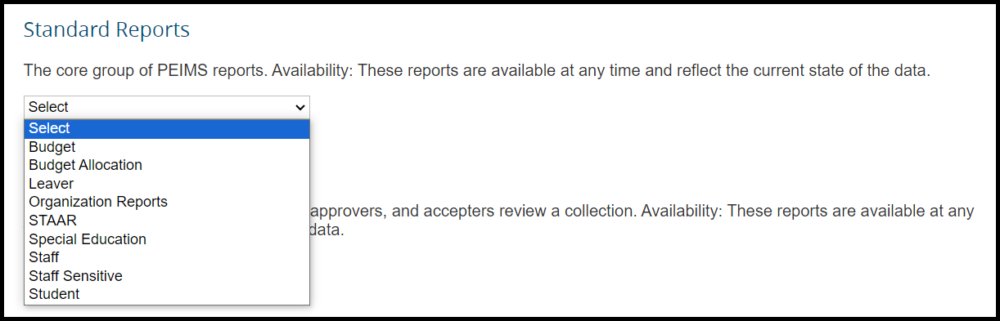 Standard Reports
The core group of PEIMS reports. Availability: These reports are available at any time and reflect the current state of the data.
Select
Select
Budget
Budget Allocation
Leaver
Organization Reports
STAAR
Special Education
Staff
Staff Sensitive
Student
approvers, and accepters review a collection. Availability: These reports are available at any
data.